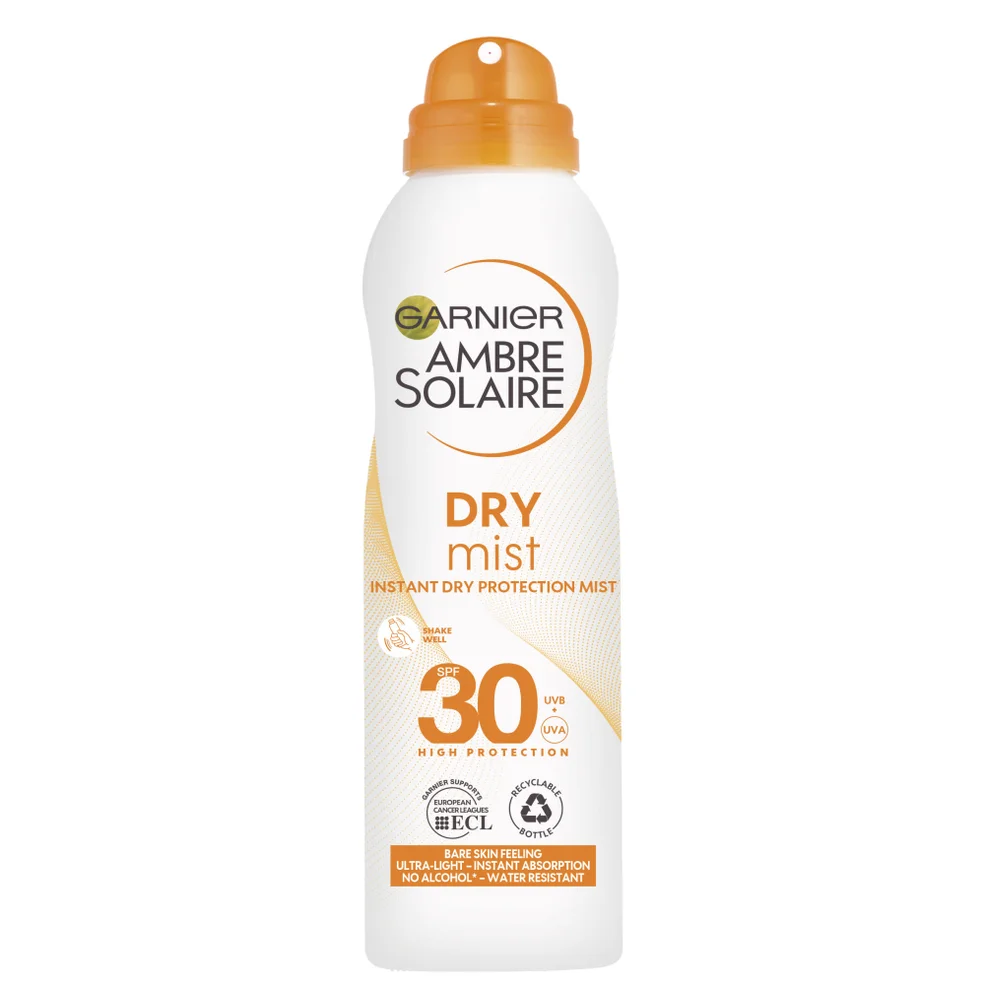 GARNIER
AMBRE
SOLAIRE
DRY
mist
INSTANT DRY PROTECTION MIST
SHAKE
WELL
SPF
30
UVB
+
UVA
HIGH PROTECTION
GARNIER SUPPORTS
EUROPEAN
CANCER LEAGUES
ECL
RECYCLABLE
BOTTLE
BARE SKIN FEELING
ULTRA-LIGHT – INSTANT ABSORPTION
NO ALCOHOL* – WATER RESISTANT